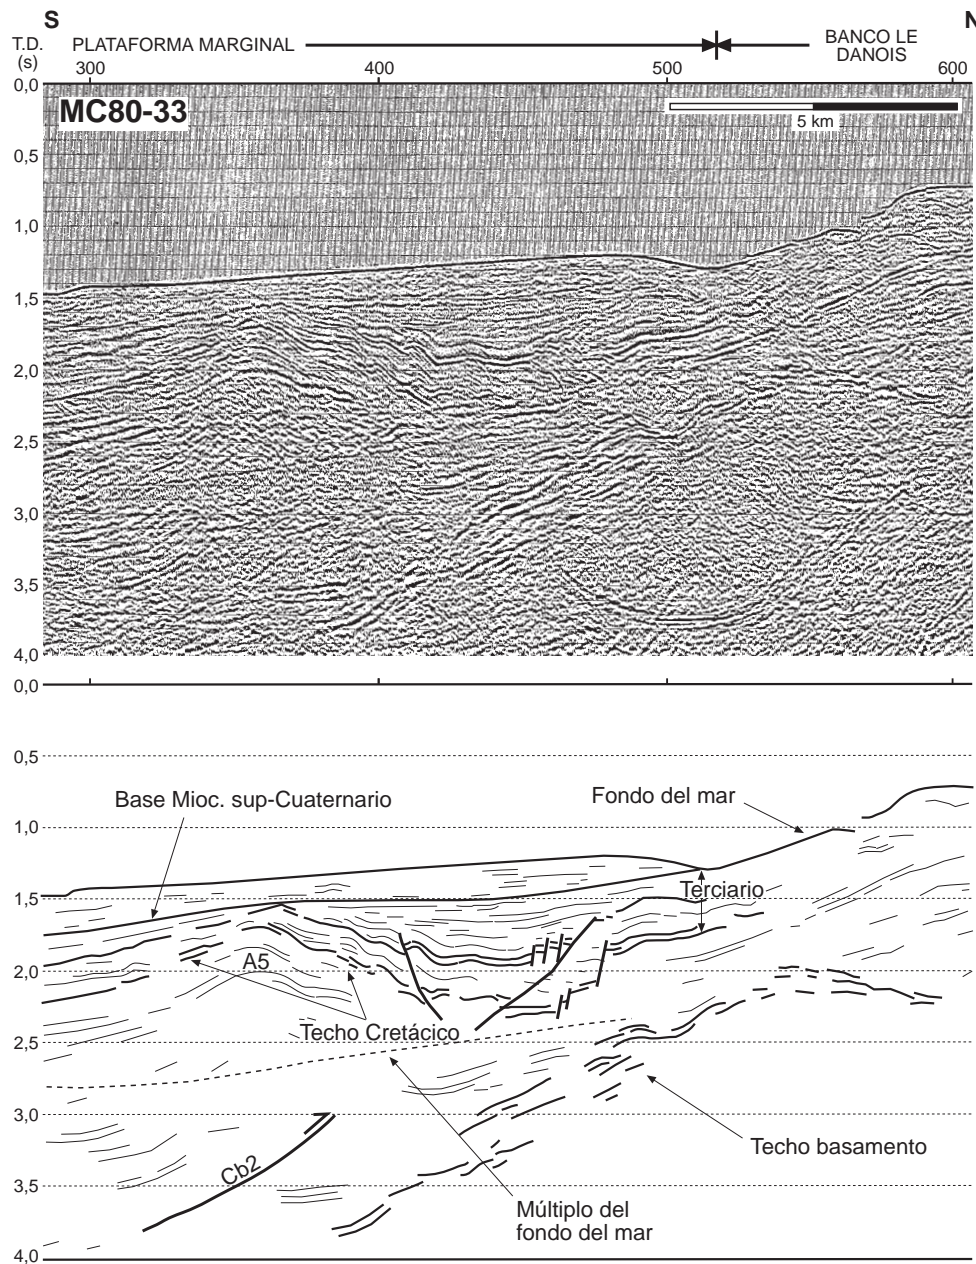 S
N
T.D.
(s)
PLATAFORMA MARGINAL
BANCO LE
DANOIS
300
400
500
600
0,0
MC80-33
5 km
0,5
1,0
1,5
2,0
2,5
3,0
3,5
4,0
0,0
0,5
Base Mioc. sup-Cuaternario
Fondo del mar
1,0
Terciario
1,5
A5
2,0
Techo Cretácico
2,5
3,0
Techo basamento
Cb2
3,5
Múltiplo del
fondo del mar
4,0